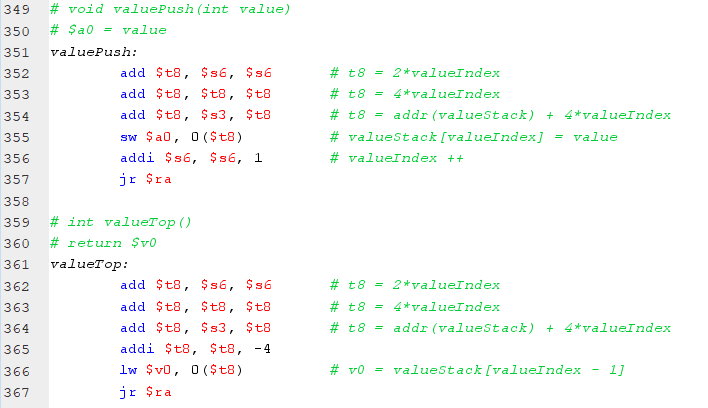 349 # void valuePush(int value)
350 # $a0 = value
351 valuePush:
352 add $t8, $s6, $s6 # t8 = 2*valueIndex
353 add $t8, $t8, $t8 # t8 = 4*valueIndex
354 add $t8, $s3, $t8 # t8 = addr(valueStack) + 4*valueIndex
355 sw $a0, 0($t8) # valueStack[valueIndex] = value
356 addi $s6, $s6, 1 # valueIndex ++
357 jr $ra
358
359 # int valueTop()
360 # return $v0
361 valueTop:
362 add $t8, $s6, $s6 # t8 = 2*valueIndex
363 add $t8, $t8, $t8 # t8 = 4*valueIndex
364 add $t8, $s3, $t8 # t8 = addr(valueStack) + 4*valueIndex
365 addi $t8, $t8, -4
366 lw $v0, 0($t8) # v0 = valueStack[valueIndex - 1]
367 jr $ra